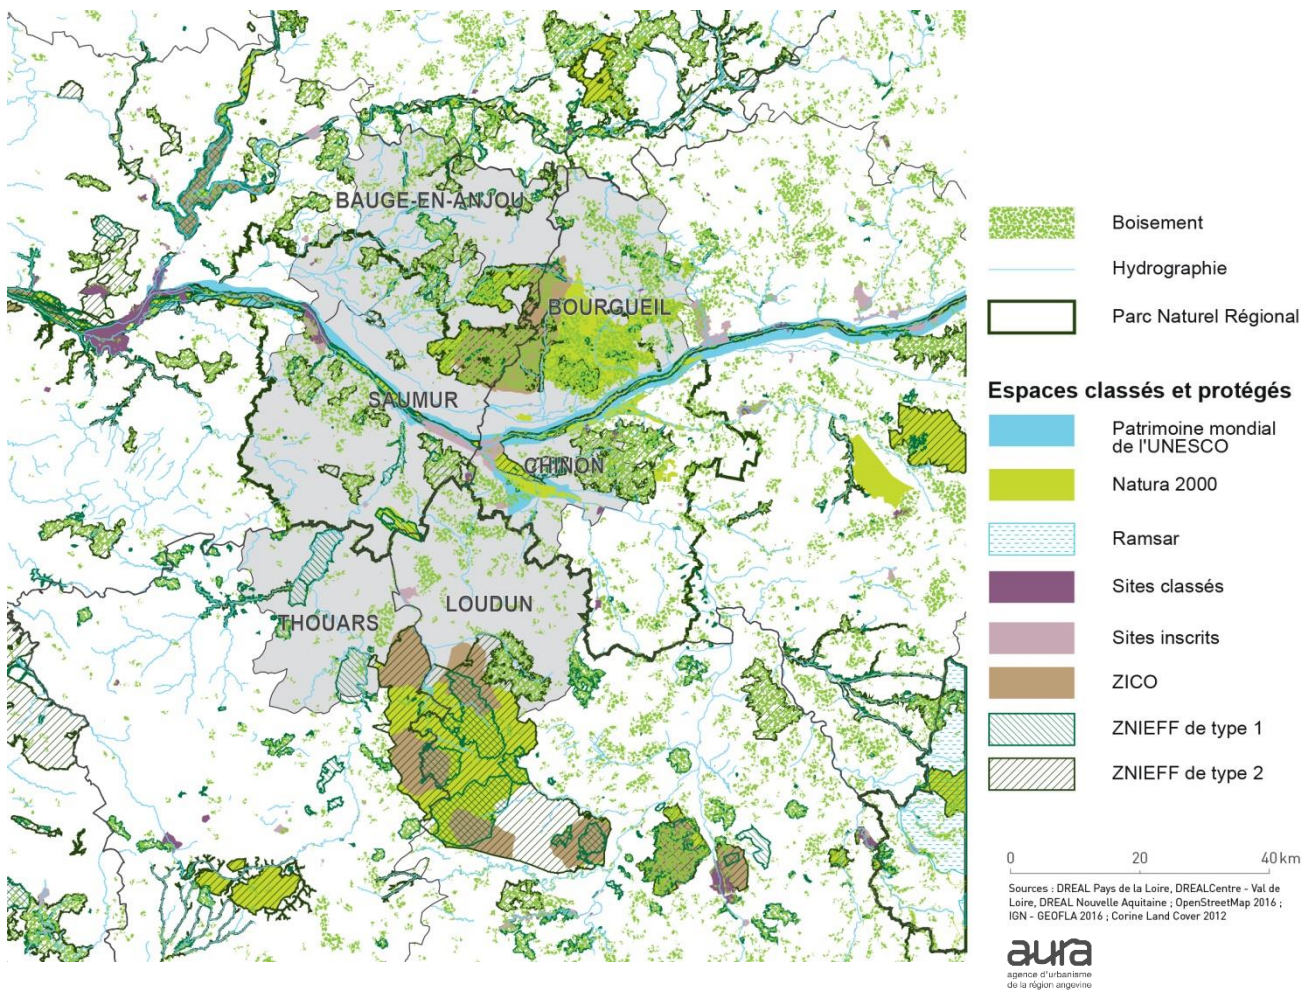 BAUGE-EN-ANJOU
BOURGUEIL
SAUMUR
CHINON
LOUDUN
THOUARS
Boisement
Hydrographie
Parc Naturel Régional
Espaces classés et protégés
Patrimoine mondial
de l'UNESCO
Natura 2000
Ramsar
Sites classés
Sites inscrits
ZICO
ZNIEFF de type 1
ZNIEFF de type 2
0 20 40 km
Sources : DREAL Pays de la Loire, DREALCentre - Val de
Loire, DREAL Nouvelle Aquitaine ; OpenStreetMap 2016 ;
IGN - GEOFLA 2016 ; Corine Land Cover 2012
aura
agence d'urbanisme
de la région angevine